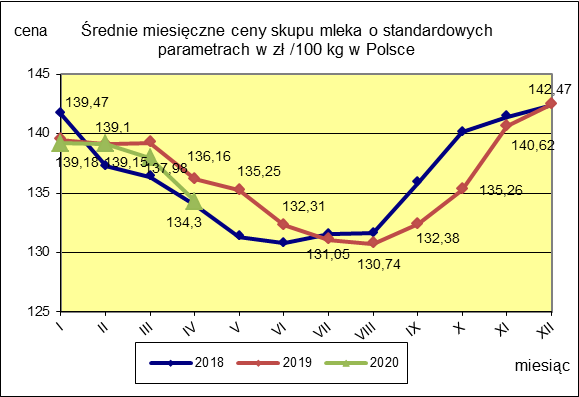 cena
Średnie miesięczne ceny skupu mleka o standardowych
parametrach w zł /100 kg w Polsce
145
140
135
130
125
139,47
139,1
139,18
139,15
137,98
136,16
134,3
135,25
132,31
131,05
130,74
132,38
135,26
140,62
142,47
I
II
III
IV
V
VI
VII
VIII
IX
X
XI
XII
2018
2019
2020
miesiąc